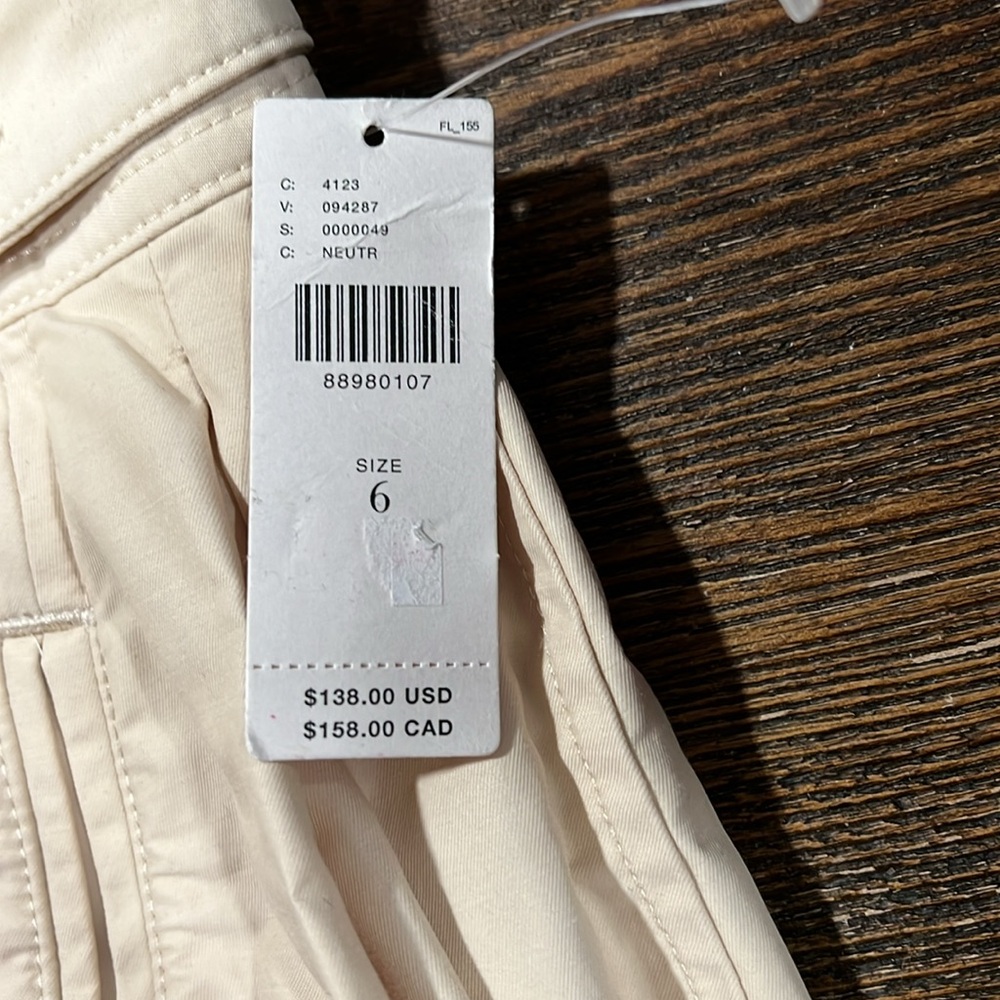 FL_155
C: 4123
V: 094287
S: 0000049
C: NEUTR
88980107
SIZE
6
$138.00 USD
$158.00 CAD